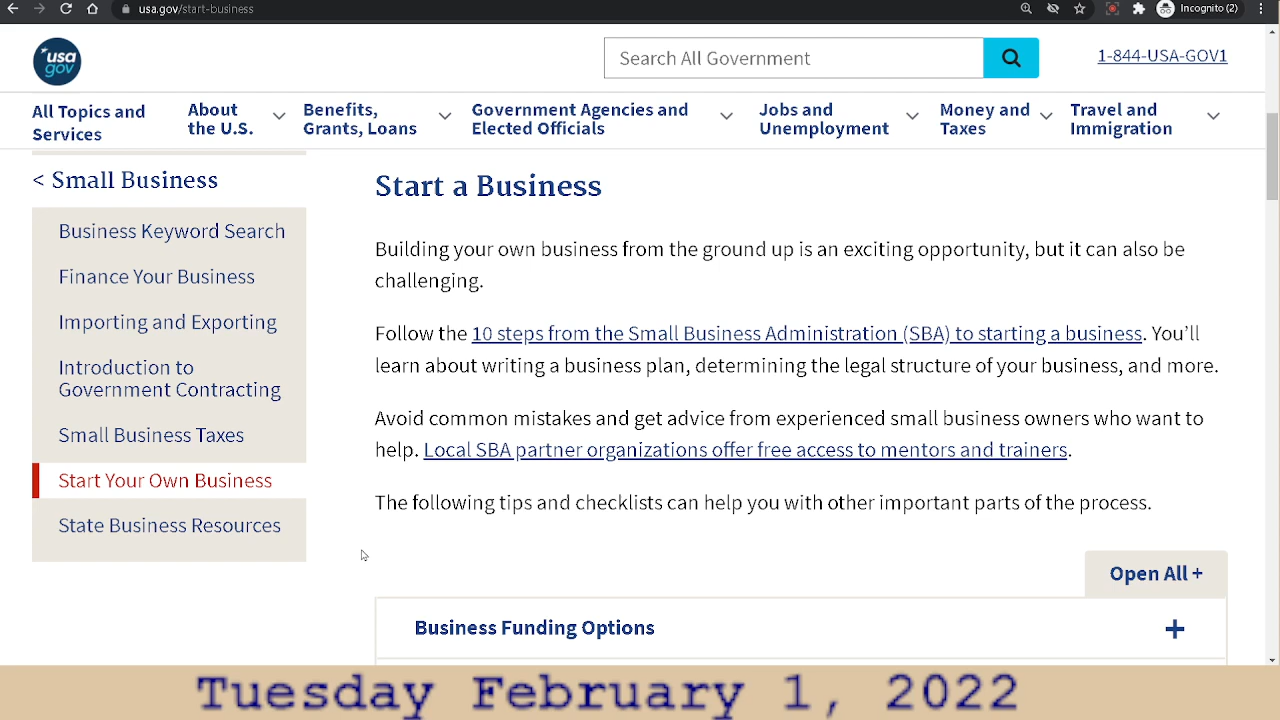 usa.gov/start-business
Incognito (2)
usa
gov
Search All Government
1-844-USA-GOV1
All Topics and
Services
About
the U.S.
Benefits,
Grants, Loans
Government Agencies and
Elected Officials
Jobs and
Unemployment
Money and
Taxes
Travel and
Immigration
< Small Business
Business Keyword Search
Finance Your Business
Importing and Exporting
Introduction to
Government Contracting
Small Business Taxes
Start Your Own Business
State Business Resources
Start a Business
Building your own business from the ground up is an exciting opportunity, but it can also be
challenging.
Follow the 10 steps from the Small Business Administration (SBA) to starting a business. You’ll
learn about writing a business plan, determining the legal structure of your business, and more.
Avoid common mistakes and get advice from experienced small business owners who want to
help. Local SBA partner organizations offer free access to mentors and trainers.
The following tips and checklists can help you with other important parts of the process.
Open All +
Business Funding Options +
Tuesday February 1, 2022